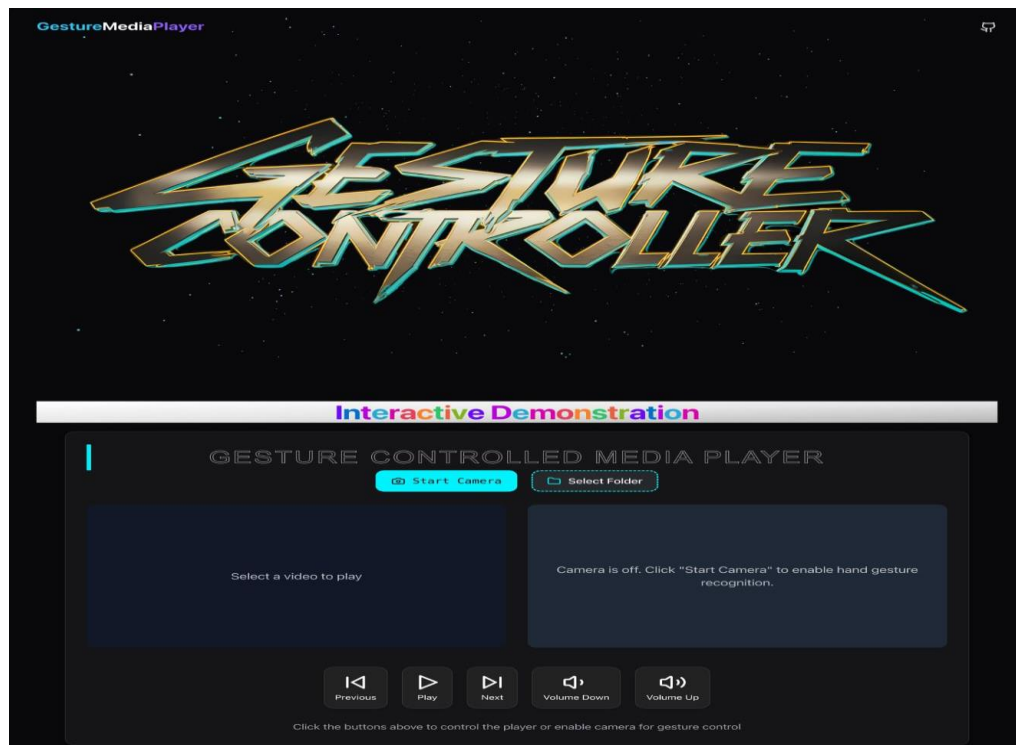 GestureMediaPlayer
GESTURE
CONTROLLER
Interactive Demonstration
GESTURE CONTROLLED MEDIA PLAYER
Start Camera
Select Folder
Select a video to play
Camera is off. Click "Start Camera" to enable hand gesture
recognition.
Previous
Play
Next
Volume Down
Volume Up
Click the buttons above to control the player or enable camera for gesture control